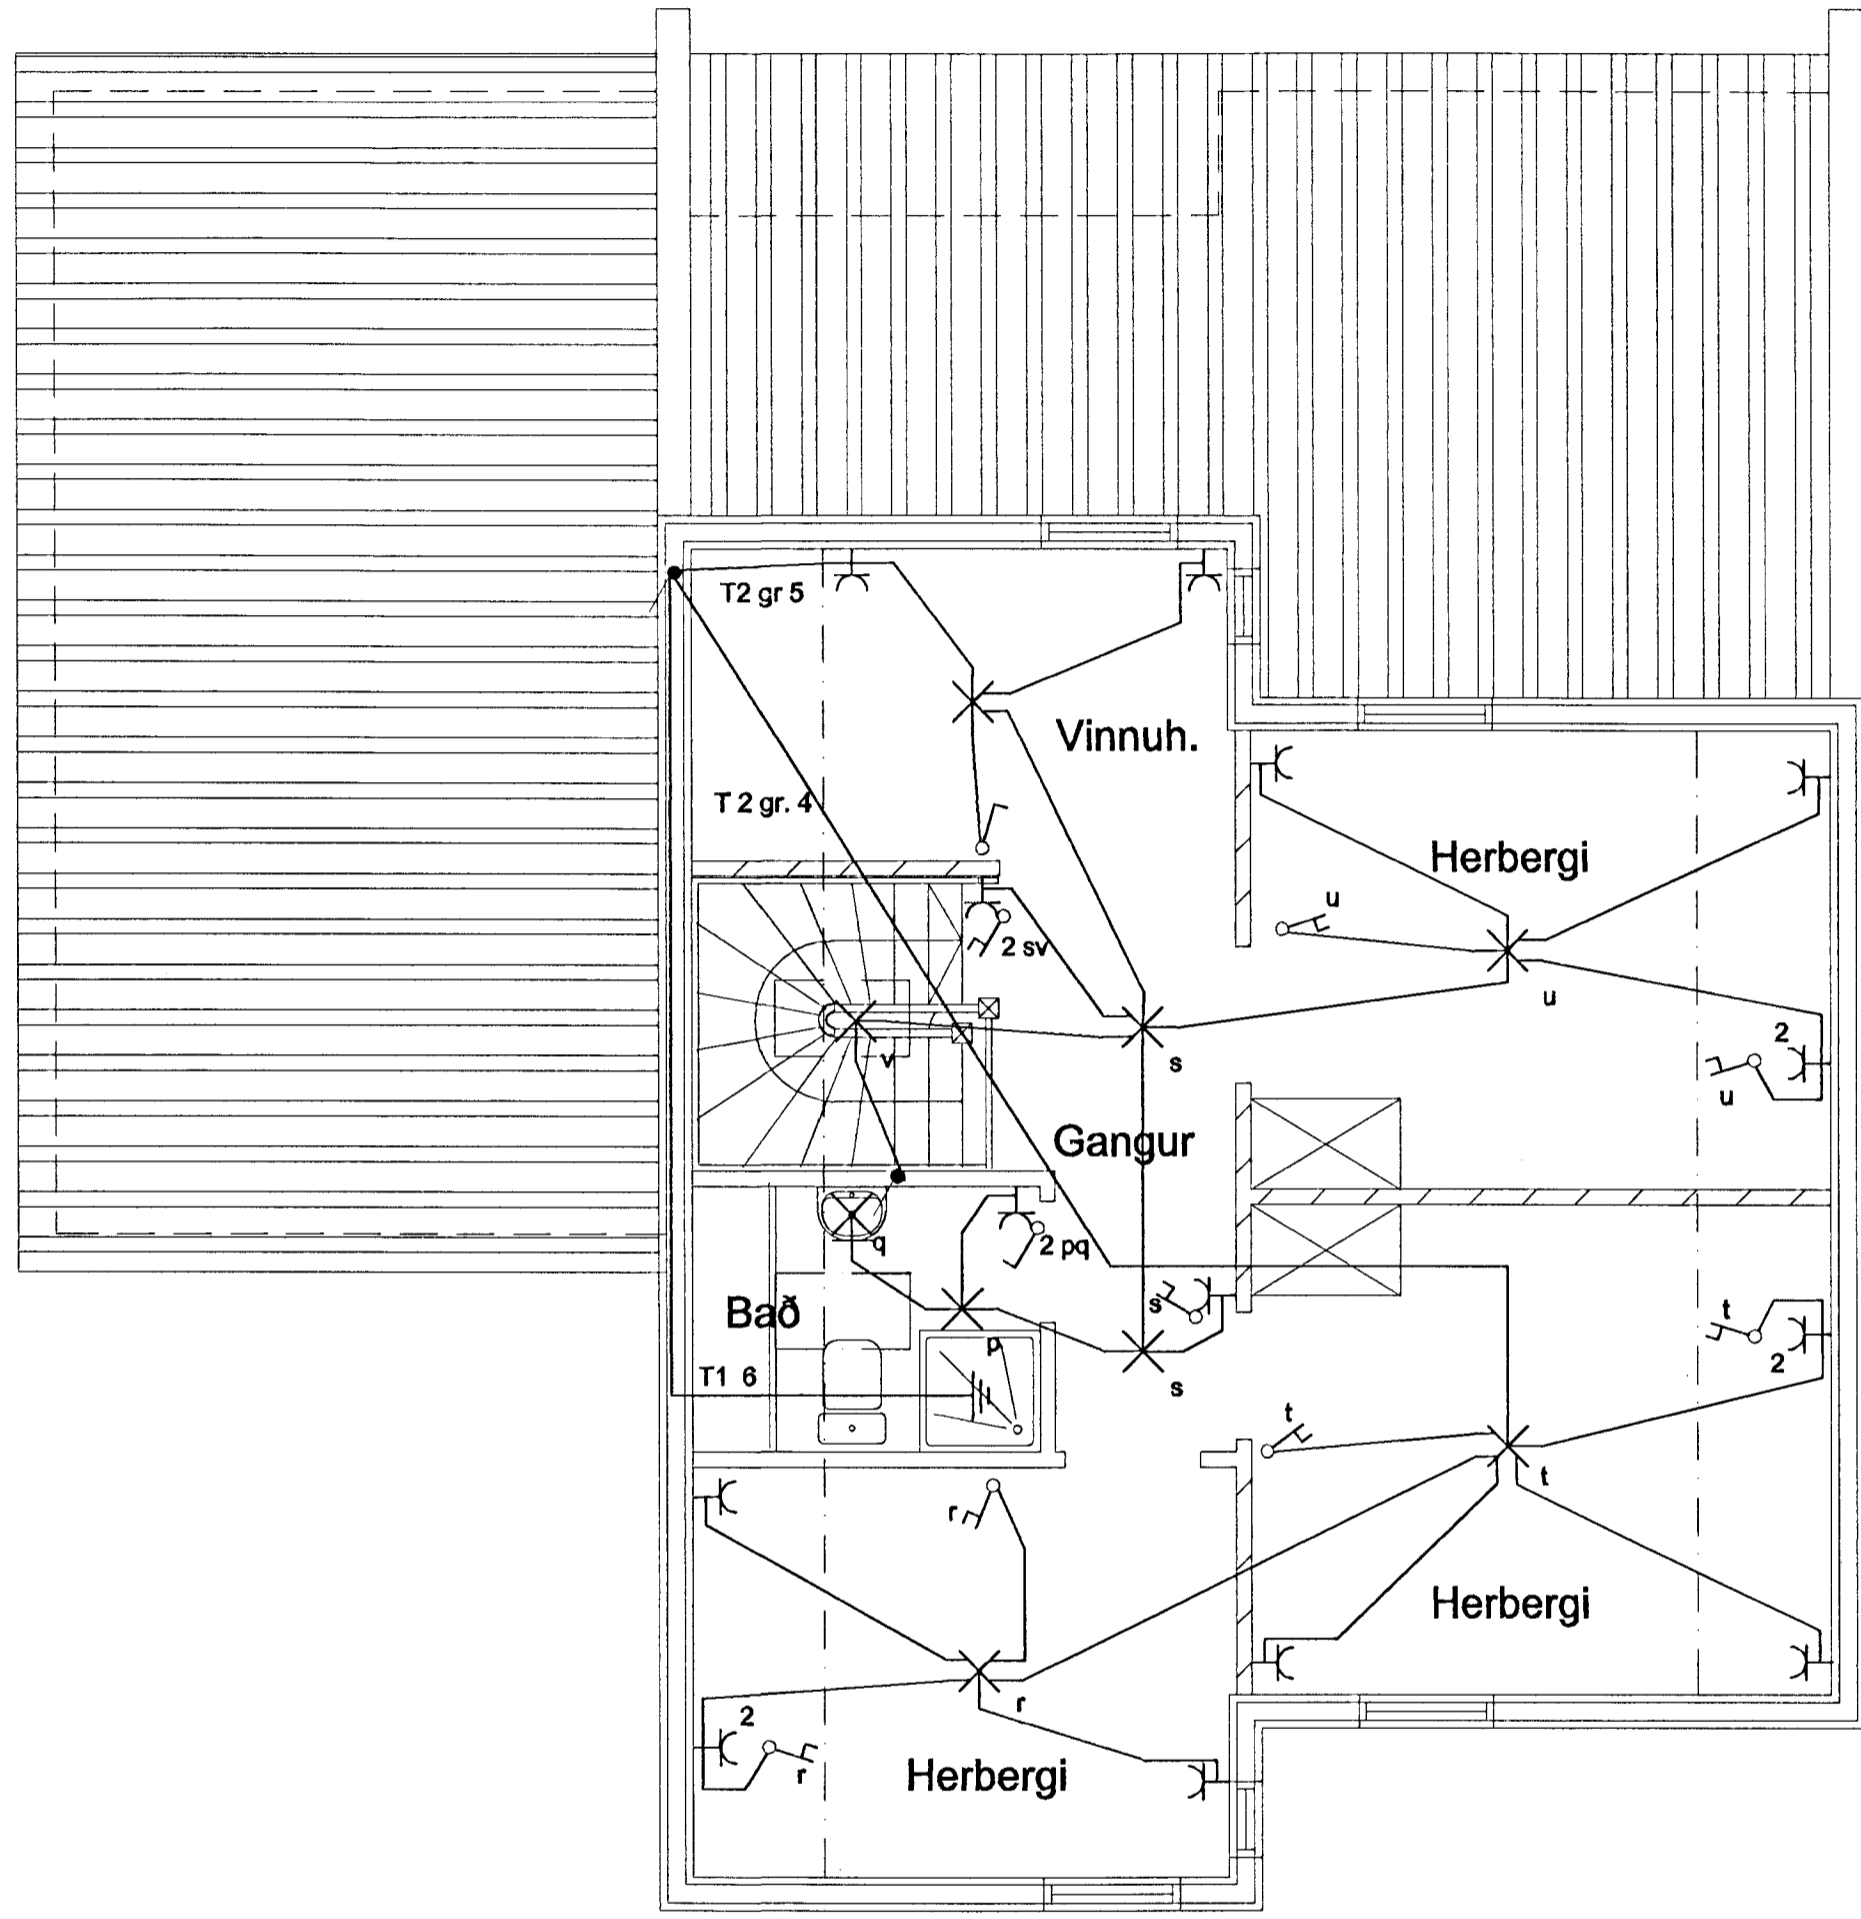 T2 gr 5
Vinnuh.
T 2 gr. 4
Herbergi
u
2 sv
u
2
v
s
u
Gangur
q
2 pq
s
Bað
t
p
2
T1 6
s
t
t
r
Herbergi
r
2
r
Herbergi